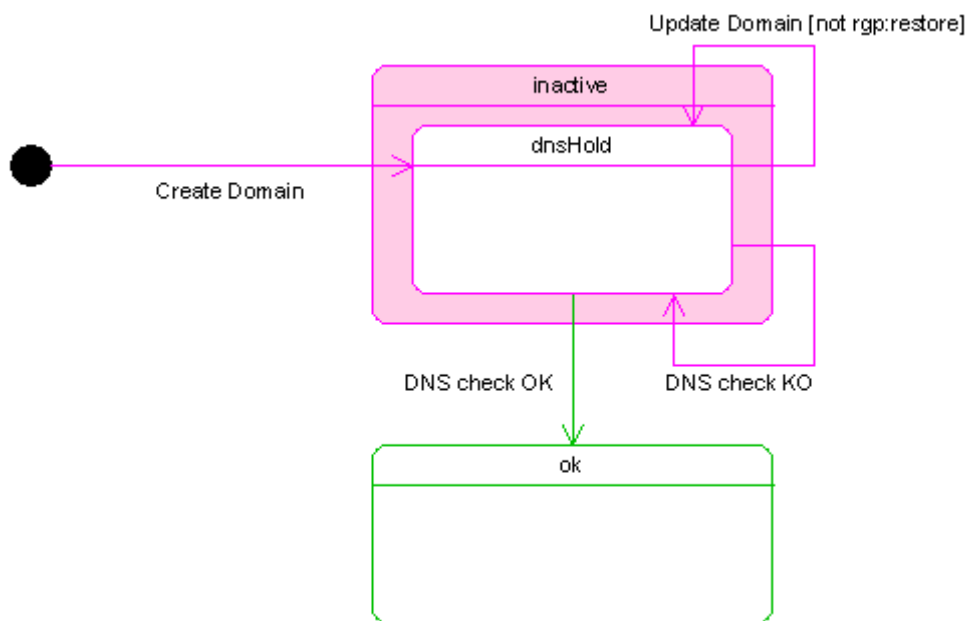 Update Domain [not rgp:restore]
inactive
dnsHold
Create Domain
DNS check OK
DNS check KO
ok